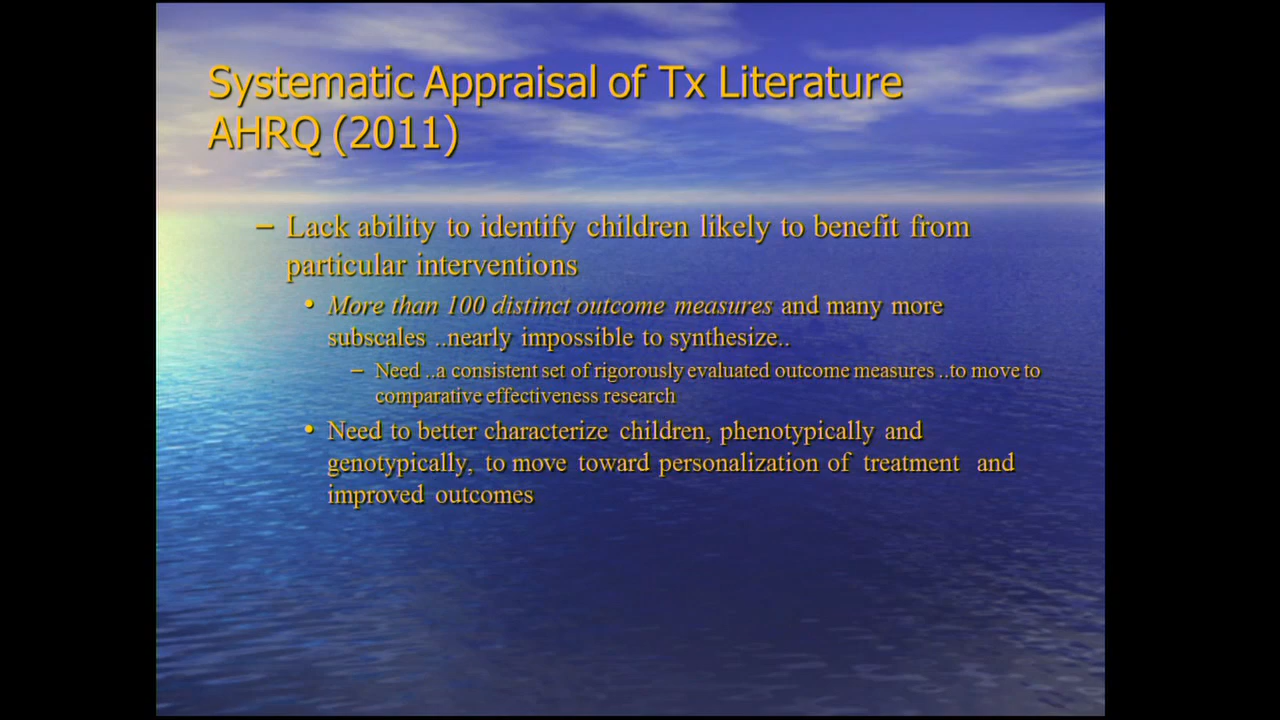 Systematic Appraisal of Tx Literature
AHRQ (2011)
– Lack ability to identify children likely to benefit from
particular interventions
• More than 100 distinct outcome measures and many more
subscales ..nearly impossible to synthesize..
– Need ..a consistent set of rigorously evaluated outcome measures ..to move to
comparative effectiveness research
• Need to better characterize children, phenotypically and
genotypically, to move toward personalization of treatment and
improved outcomes